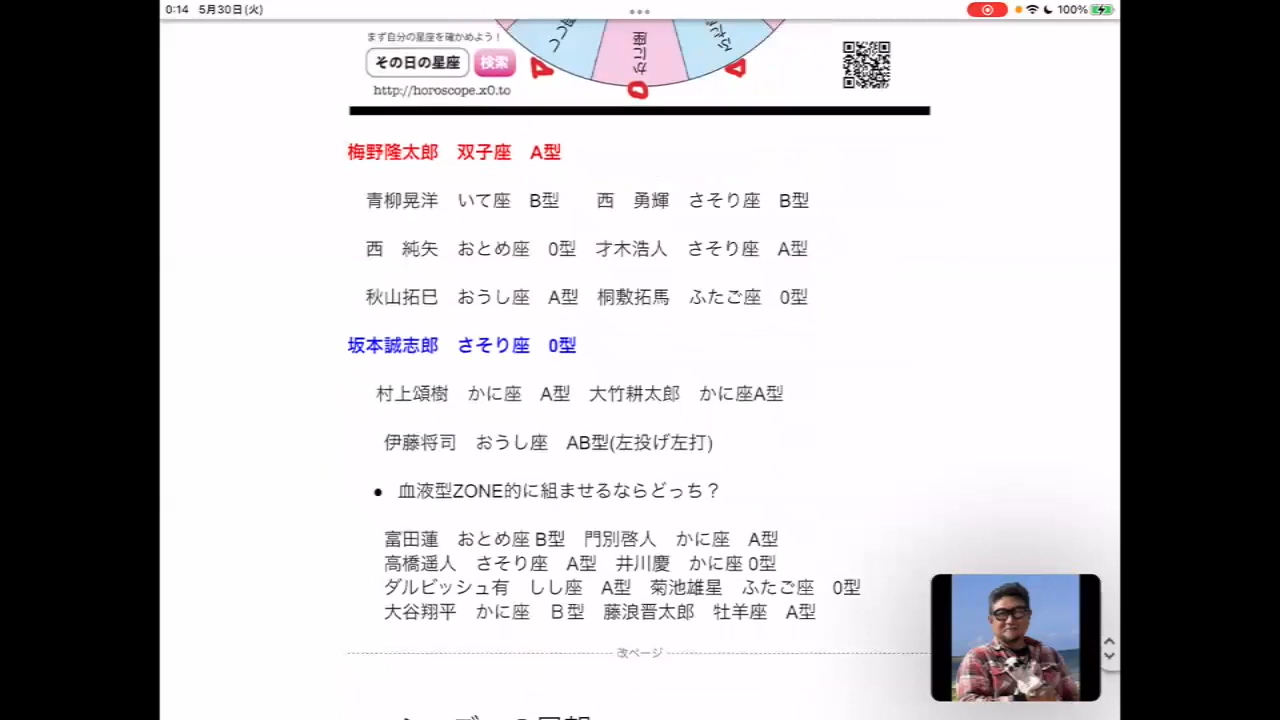 0:14 5月30日(火)
100%
まず自分の星座を確かめよう！
その日の星座 検索
http://horoscope.x0.to
かに座
A O A
梅野隆太郎　双子座　A型
青柳晃洋　いて座　B型　　西　勇輝　さそり座　B型
西　純矢　おとめ座　0型　才木浩人　さそり座　A型
秋山拓巳　おうし座　A型　桐敷拓馬　ふたご座　0型
坂本誠志郎　さそり座　0型
村上頌樹　かに座　A型　大竹耕太郎　かに座A型
伊藤将司　おうし座　AB型(左投げ左打)
● 血液型ZONE的に組ませるならどっち？
富田蓮　おとめ座 B型　門別啓人　かに座　A型
高橋遥人　さそり座　A型　井川慶　かに座 0型
ダルビッシュ有　しし座　A型　菊池雄星　ふたご座　0型
大谷翔平　かに座　Ｂ型　藤浪晋太郎　牡羊座　A型
改ページ